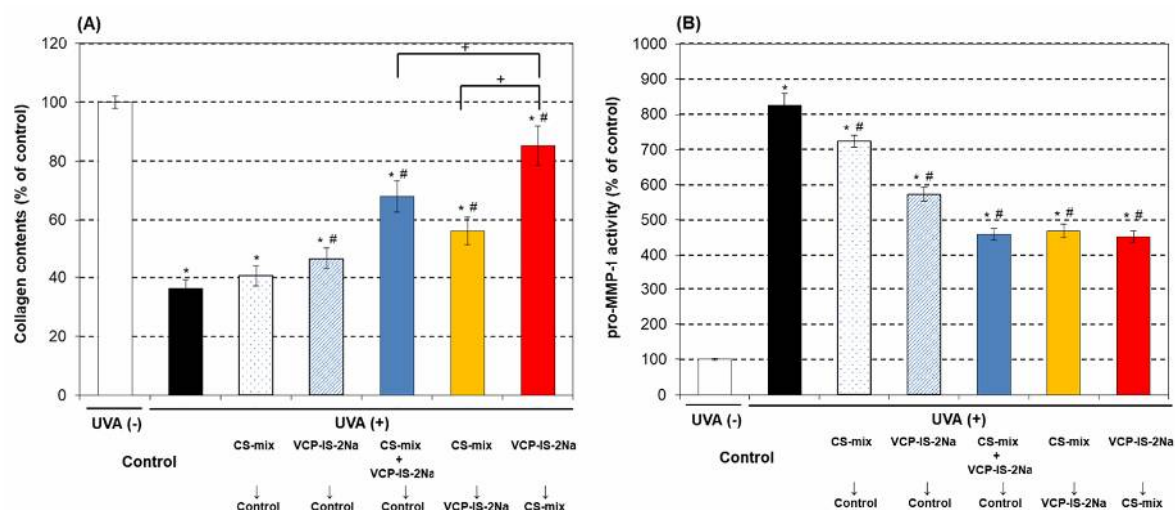 (A)
Collagen contents (% of control)
120
100
80
60
40
20
0
+
+
*
*
* #
* #
* #
* #
UVA (-)
UVA (+)
Control
CS-mix
↓
Control
VCP-IS-2Na
↓
Control
CS-mix
+
VCP-IS-2Na
↓
Control
CS-mix
↓
VCP-IS-2Na
VCP-IS-2Na
↓
CS-mix
(B)
pro-MMP-1 activity (% of control)
1000
900
800
700
600
500
400
300
200
100
0
*
* #
* #
* #
* #
* #
UVA (-)
UVA (+)
Control
CS-mix
↓
Control
VCP-IS-2Na
↓
Control
CS-mix
+
VCP-IS-2Na
↓
Control
CS-mix
↓
VCP-IS-2Na
VCP-IS-2Na
↓
CS-mix